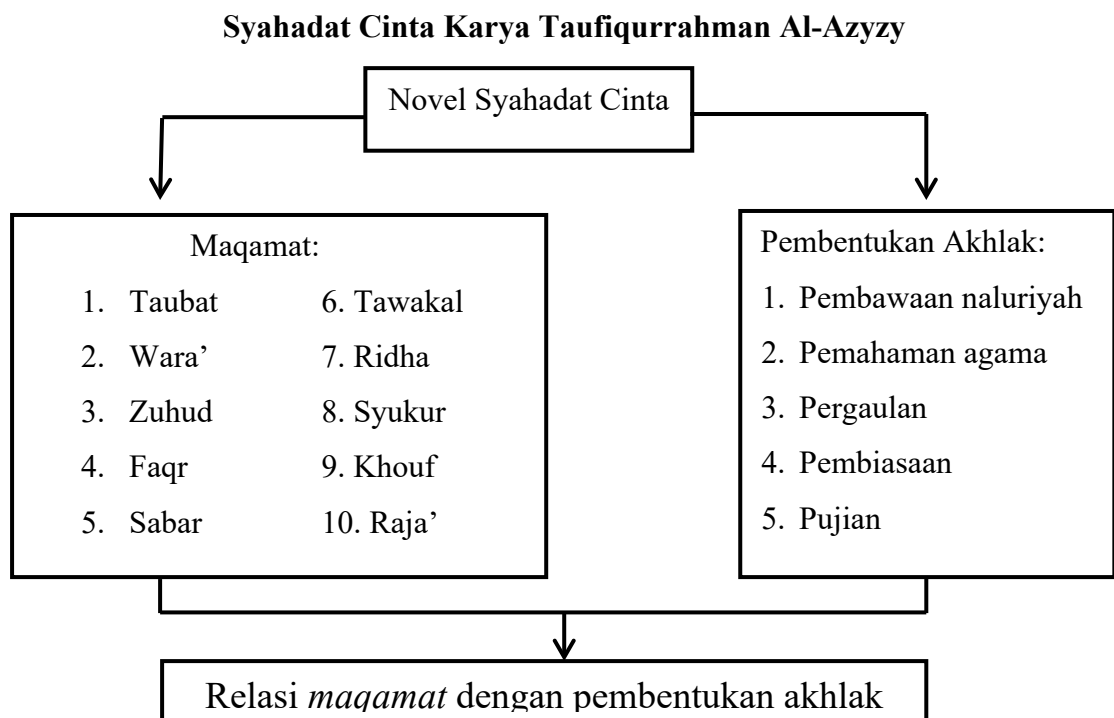 Syahadat Cinta Karya Taufiqurrahman Al-Azyzy
Novel Syahadat Cinta
Maqamat:
1. Taubat
2. Wara’
3. Zuhud
4. Faqr
5. Sabar
6. Tawakal
7. Ridha
8. Syukur
9. Khouf
10. Raja’
Pembentukan Akhlak:
1. Pembawaan naluriyah
2. Pemahaman agama
3. Pergaulan
4. Pembiasaan
5. Pujian
Relasi maqamat dengan pembentukan akhlak